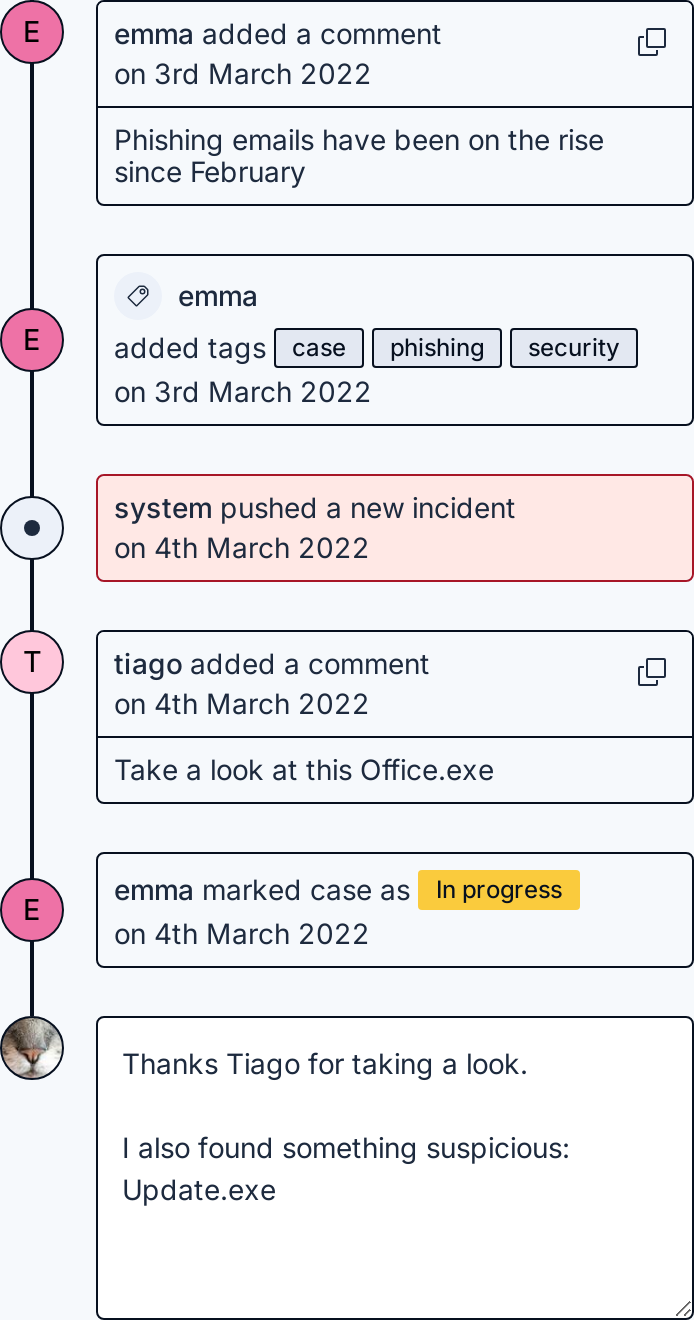 E
emma added a comment
on 3rd March 2022
Phishing emails have been on the rise
since February
emma
E
added tags case phishing security
on 3rd March 2022
system pushed a new incident
on 4th March 2022
T
tiago added a comment
on 4th March 2022
Take a look at this Office.exe
E
emma marked case as In progress
on 4th March 2022
Thanks Tiago for taking a look.
I also found something suspicious:
Update.exe